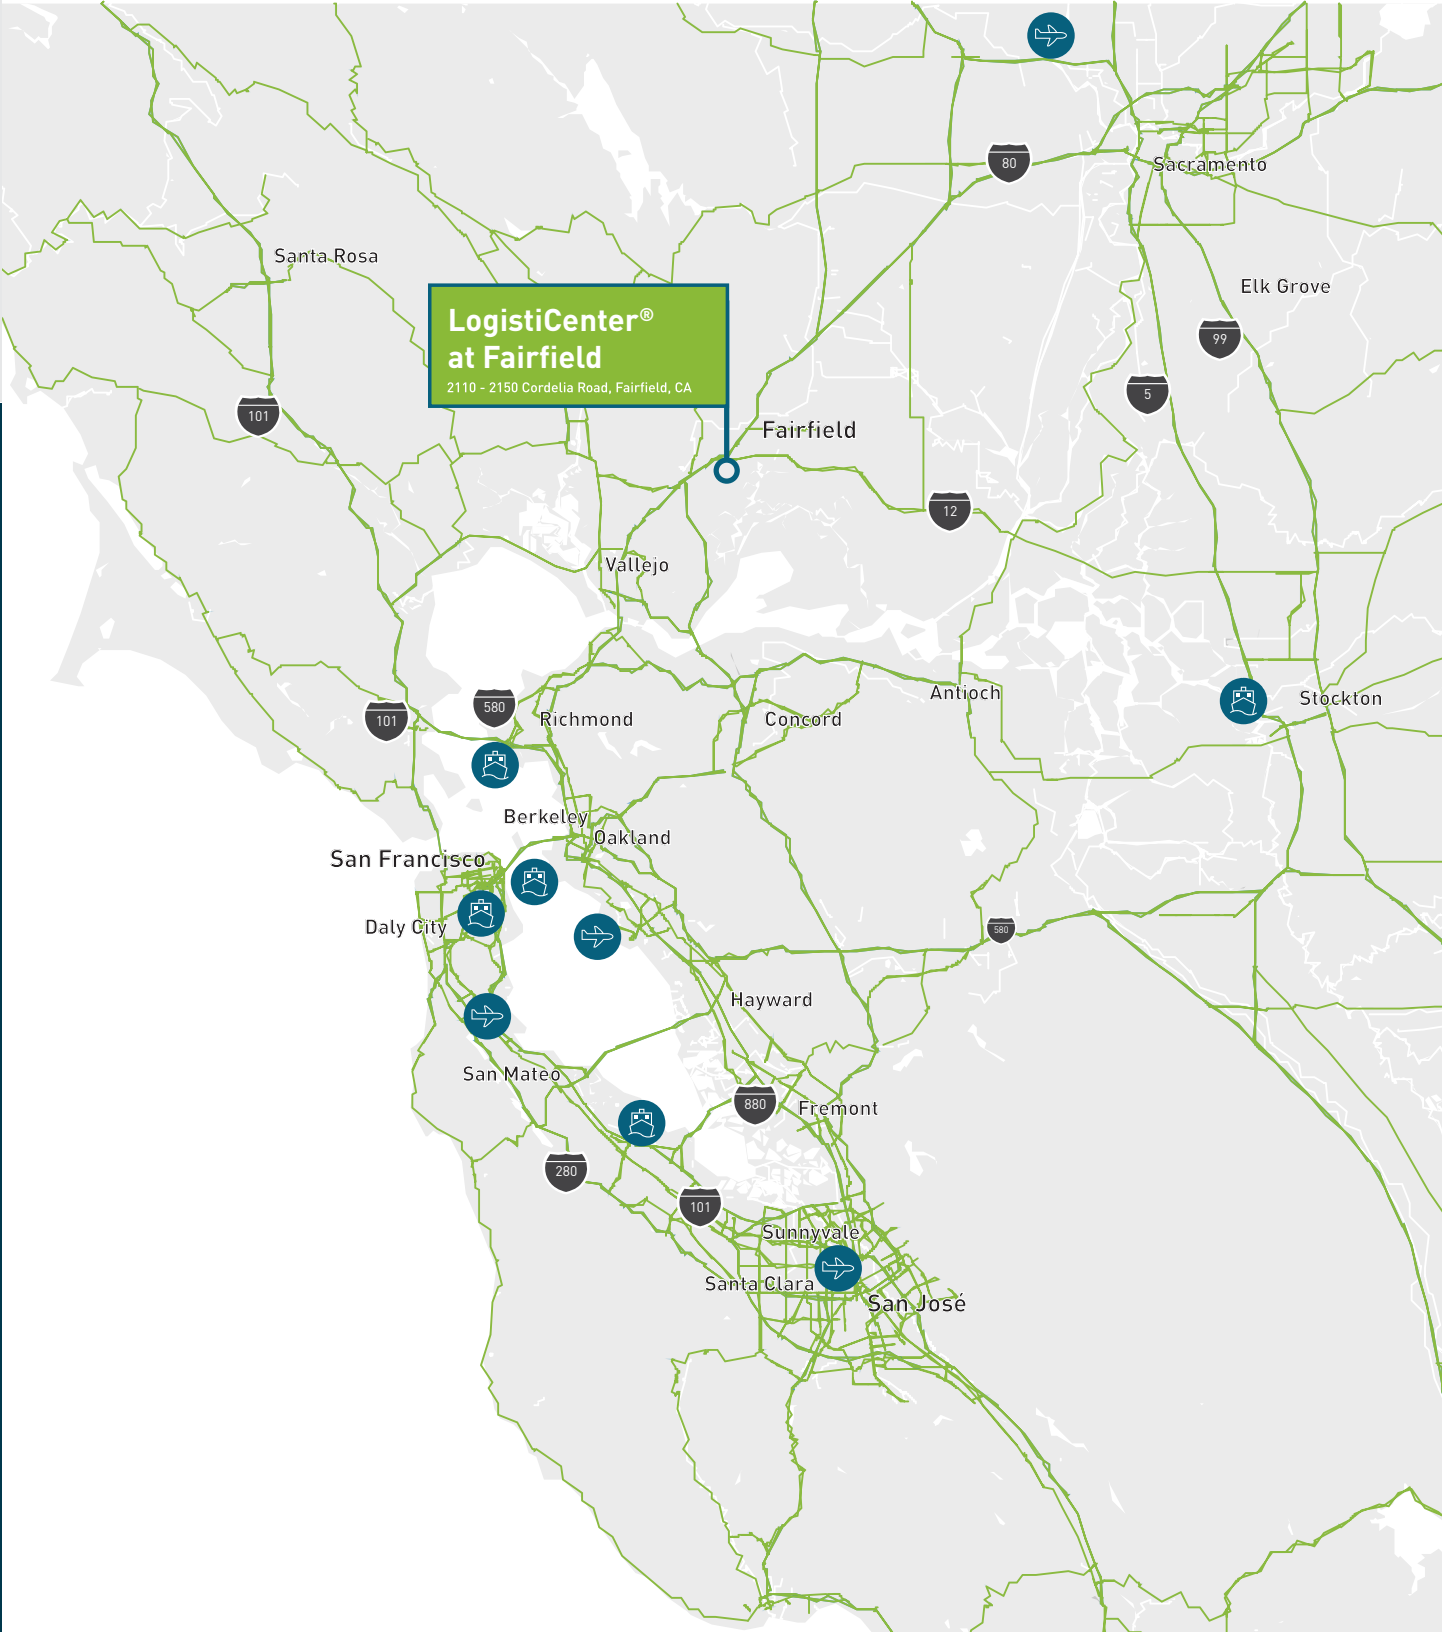 80
Sacramento
Santa Rosa
Elk Grove
LogistiCenter®
at Fairfield
2110 - 2150 Cordelia Road, Fairfield, CA
99
5
101
Fairfield
12
Vallejo
Antioch
Stockton
580
101
Richmond
Concord
Berkeley
Oakland
San Francisco
Daly City
580
Hayward
San Mateo
880
Fremont
280
101
Sunnyvale
Santa Clara
San José